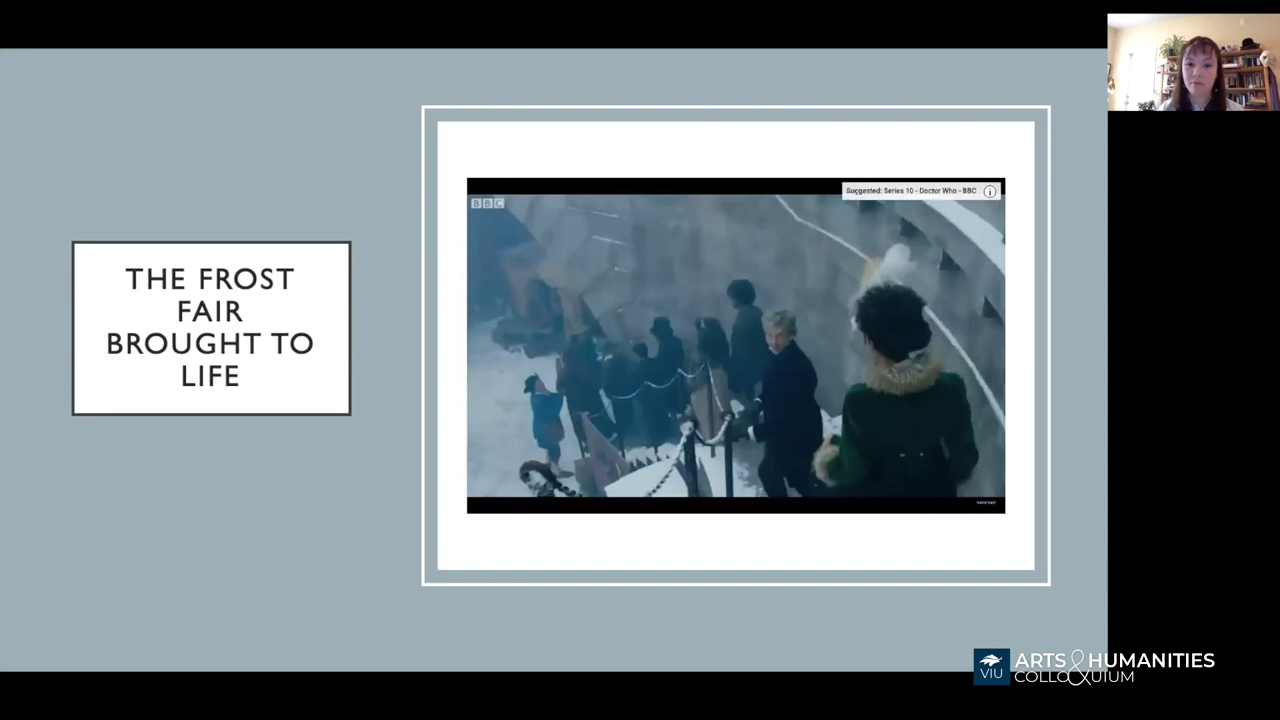 THE FROST
FAIR
BROUGHT TO
LIFE
BBC
Suggested: Series 10 - Doctor Who - BBC
VIU
ARTS & HUMANITIES
COLLOQUIUM